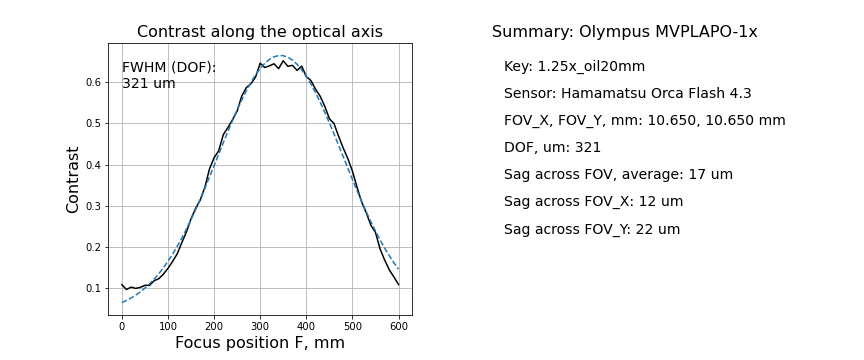 Contrast along the optical axis
FWHM (DOF):
321 um
0.6
0.5
0.4
0.3
0.2
0.1
Contrast
0 100 200 300 400 500 600
Focus position F, mm
Summary: Olympus MVPLAPO-1x
Key: 1.25x_oil20mm
Sensor: Hamamatsu Orca Flash 4.3
FOV_X, FOV_Y, mm: 10.650, 10.650 mm
DOF, um: 321
Sag across FOV, average: 17 um
Sag across FOV_X: 12 um
Sag across FOV_Y: 22 um